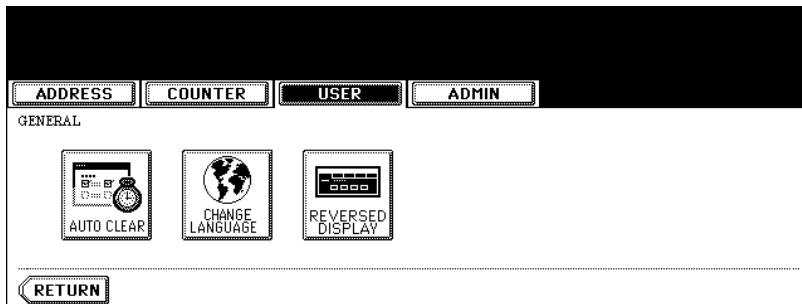 ADDRESS COUNTER USER ADMIN
GENERAL
AUTO CLEAR
CHANGE
LANGUAGE
REVERSED
DISPLAY
RETURN